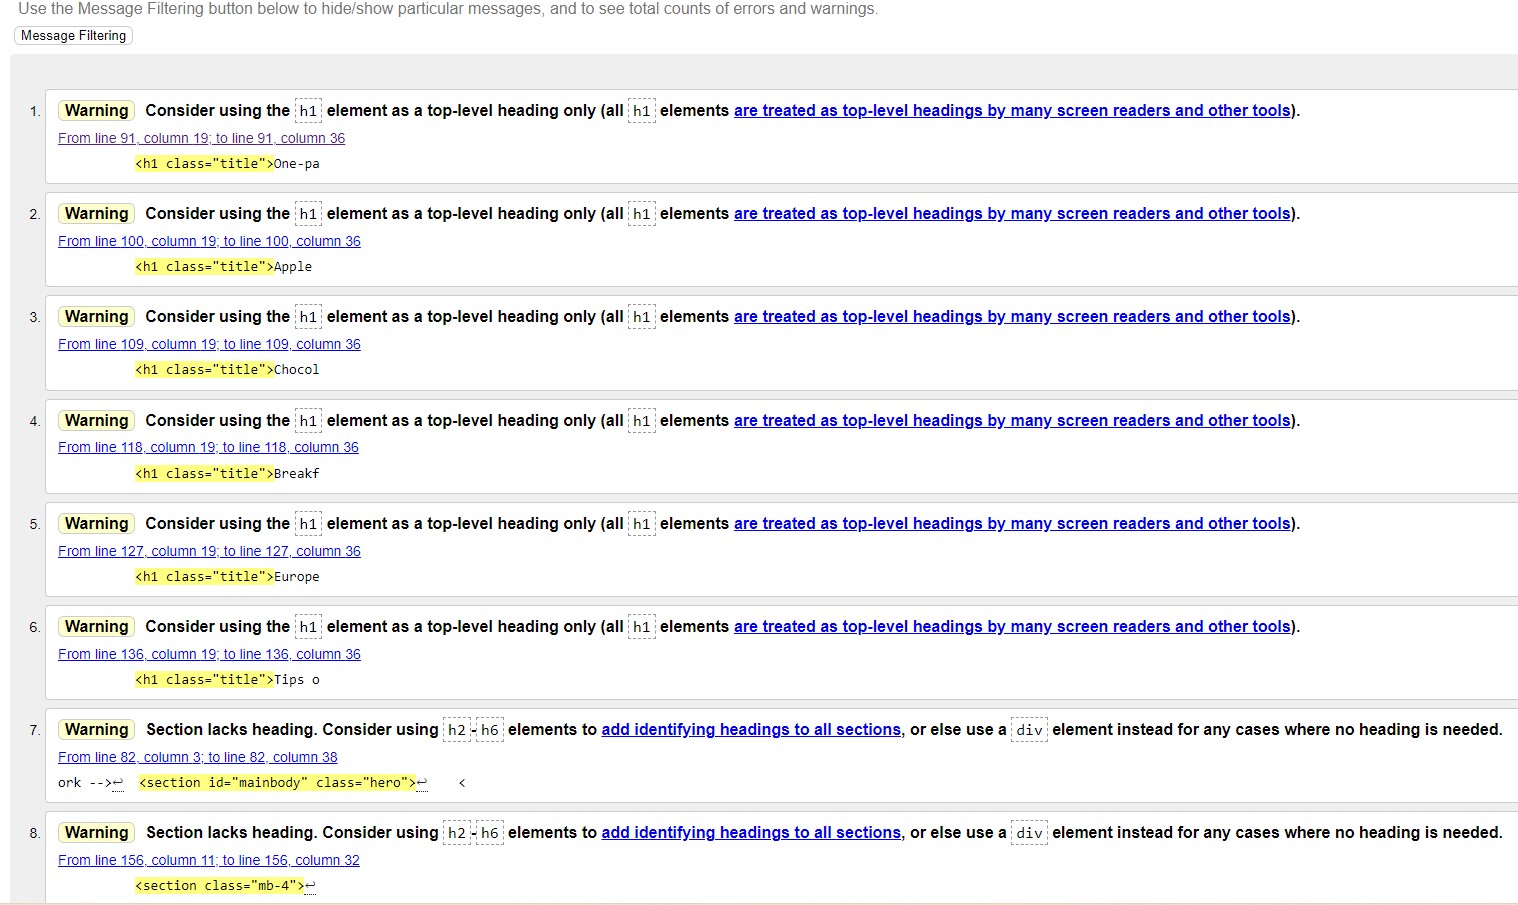 Use the Message Filtering button below to hide/show particular messages, and to see total counts of errors and warnings.
Message Filtering
1. Warning Consider using the h1 element as a top-level heading only (all h1 elements are treated as top-level headings by many screen readers and other tools).
From line 91, column 19; to line 91, column 36
<h1 class="title">One-pa
2. Warning Consider using the h1 element as a top-level heading only (all h1 elements are treated as top-level headings by many screen readers and other tools).
From line 100, column 19; to line 100, column 36
<h1 class="title">Apple
3. Warning Consider using the h1 element as a top-level heading only (all h1 elements are treated as top-level headings by many screen readers and other tools).
From line 109, column 19; to line 109, column 36
<h1 class="title">Chocol
4. Warning Consider using the h1 element as a top-level heading only (all h1 elements are treated as top-level headings by many screen readers and other tools).
From line 118, column 19; to line 118, column 36
<h1 class="title">Breakf
5. Warning Consider using the h1 element as a top-level heading only (all h1 elements are treated as top-level headings by many screen readers and other tools).
From line 127, column 19; to line 127, column 36
<h1 class="title">Europe
6. Warning Consider using the h1 element as a top-level heading only (all h1 elements are treated as top-level headings by many screen readers and other tools).
From line 136, column 19; to line 136, column 36
<h1 class="title">Tips o
7. Warning Section lacks heading. Consider using h2-h6 elements to add identifying headings to all sections, or else use a div element instead for any cases where no heading is needed.
From line 82, column 3; to line 82, column 38
ork -->↩ <section id="mainbody" class="hero">↩ <
8. Warning Section lacks heading. Consider using h2-h6 elements to add identifying headings to all sections, or else use a div element instead for any cases where no heading is needed.
From line 156, column 11; to line 156, column 32
<section class="mb-4">↩